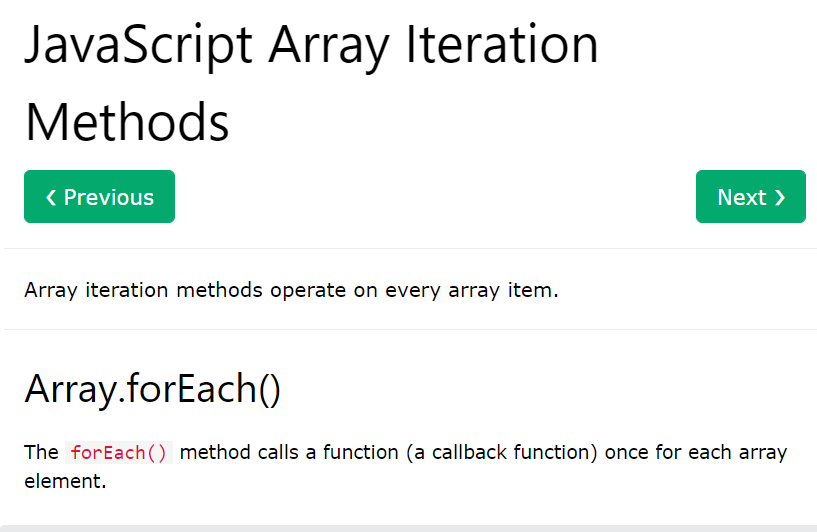 JavaScript Array Iteration
Methods
❮ Previous
Next ❯
Array iteration methods operate on every array item.
Array.forEach()
The forEach() method calls a function (a callback function) once for each array
element.